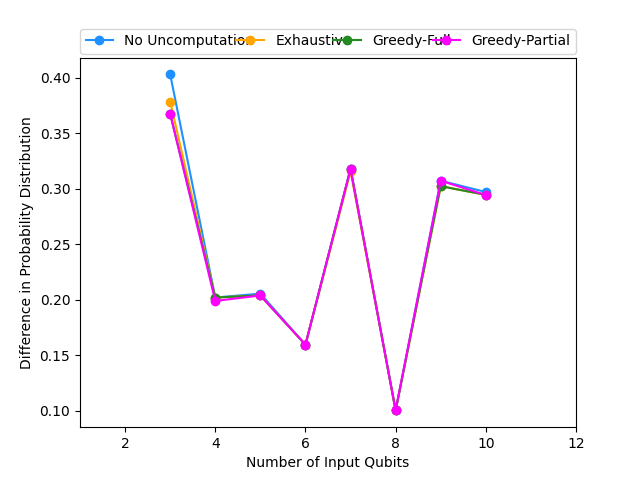 No Uncomputation Exhaustive Greedy-Full Greedy-Partial
0.40
0.35
0.30
0.25
0.20
0.15
0.10
Difference in Probability Distribution
2 4 6 8 10 12
Number of Input Qubits